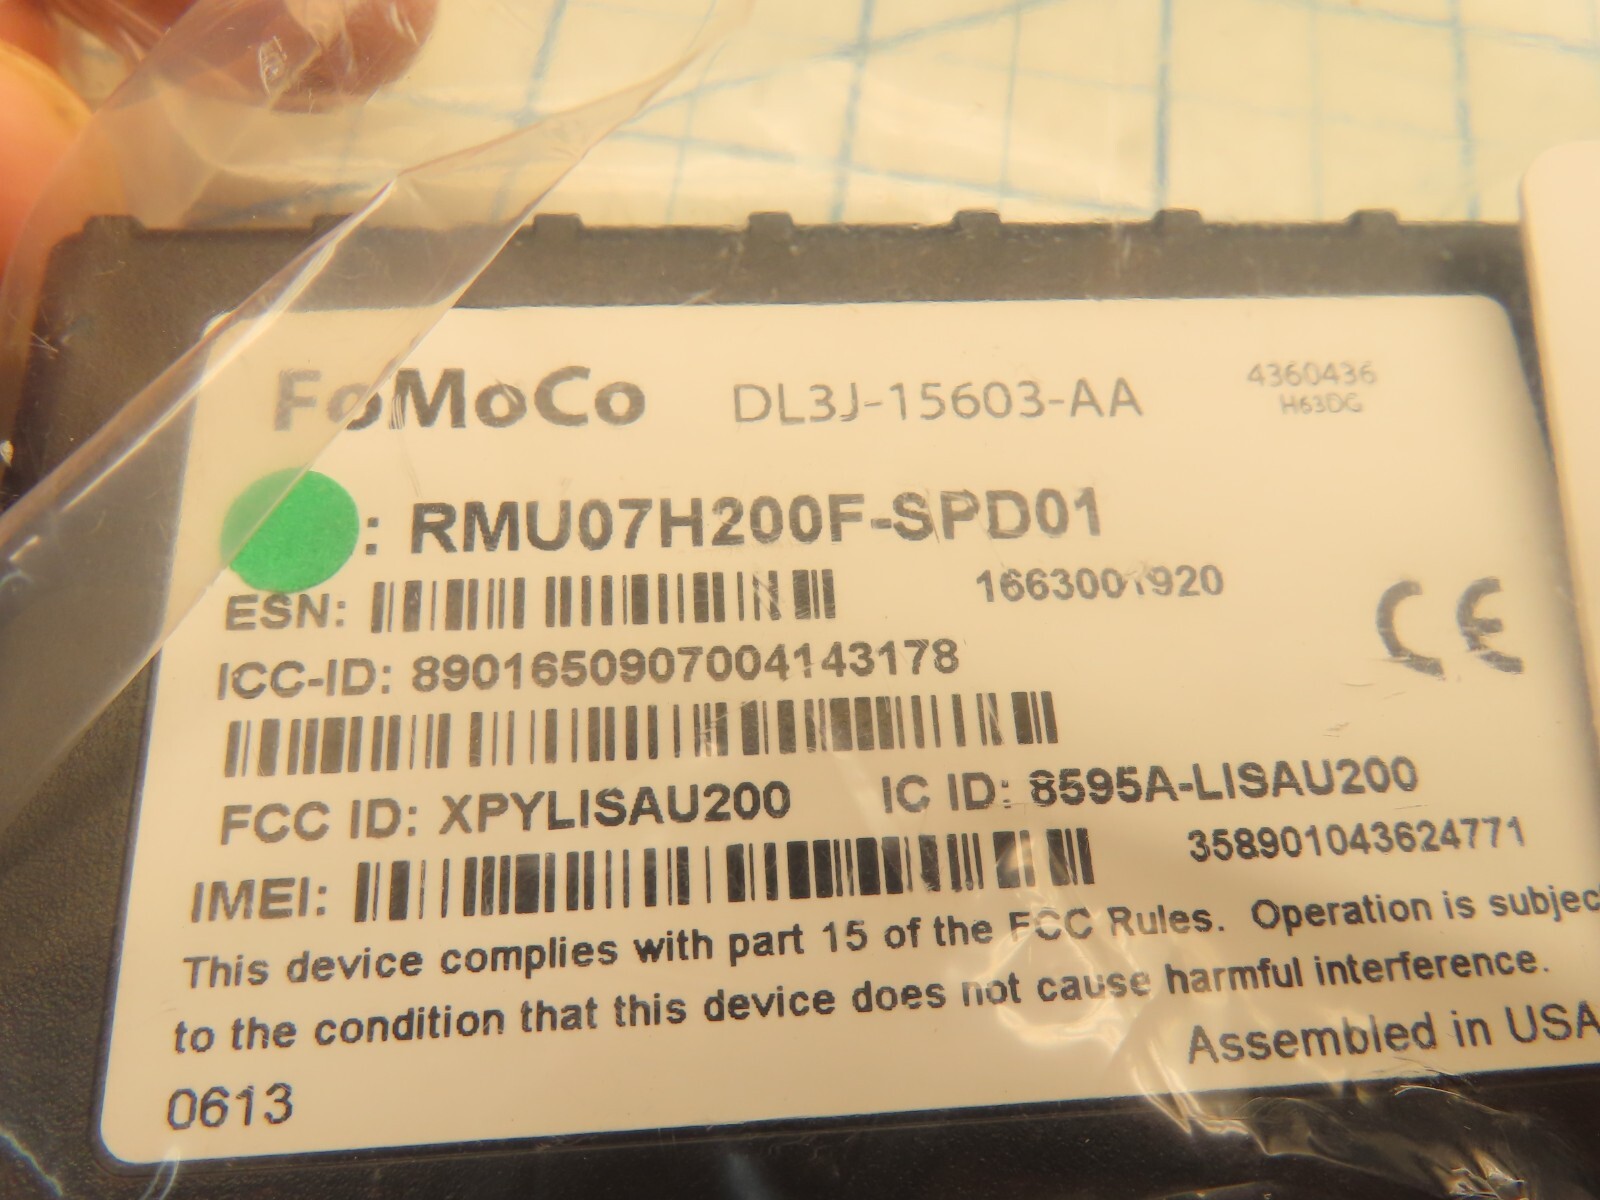 FoMoCo DL3J-15603-AA 4360436
H63DG
: RMU07H200F-SPD01
ESN: 1663001920
ICC-ID: 8901650907004143178
FCC ID: XPYLISAU200 IC ID: 8595A-LISAU200
IMEI: 358901043624771
This device complies with part 15 of the FCC Rules. Operation is subjec
to the condition that this device does not cause harmful interference.
Assembled in USA
0613
CE